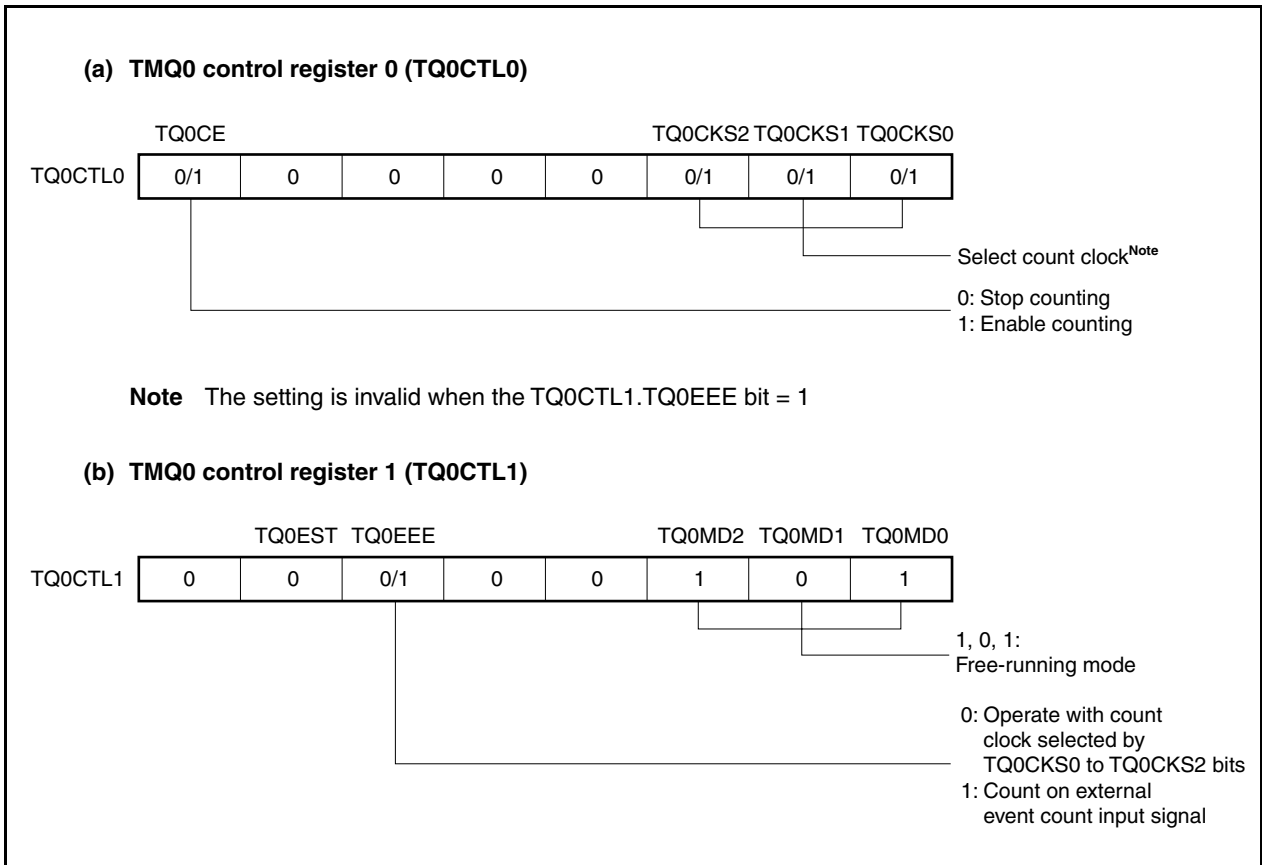 (a) TMQ0 control register 0 (TQ0CTL0)
TQ0CE TQ0CKS2 TQ0CKS1 TQ0CKS0
TQ0CTL0 0/1 0 0 0 0 0/1 0/1 0/1
Select count clockNote
0: Stop counting
1: Enable counting
Note The setting is invalid when the TQ0CTL1.TQ0EEE bit = 1
(b) TMQ0 control register 1 (TQ0CTL1)
TQ0EST TQ0EEE TQ0MD2 TQ0MD1 TQ0MD0
TQ0CTL1 0 0 0/1 0 0 1 0 1
1, 0, 1:
Free-running mode
0: Operate with count
clock selected by
TQ0CKS0 to TQ0CKS2 bits
1: Count on external
event count input signal